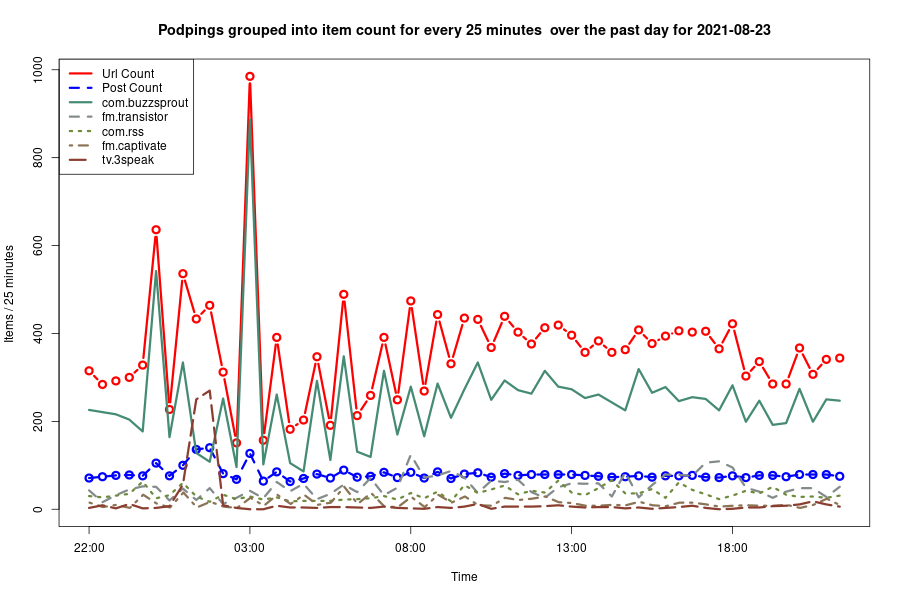 Podpings grouped into item count for every 25 minutes  over the past day for 2021-08-23
Url Count
Post Count
com.buzzsprout
fm.transistor
com.rss
fm.captivate
tv.3speak
Items / 25 minutes
1000
800
600
400
200
0
22:00 03:00 08:00 13:00 18:00
Time